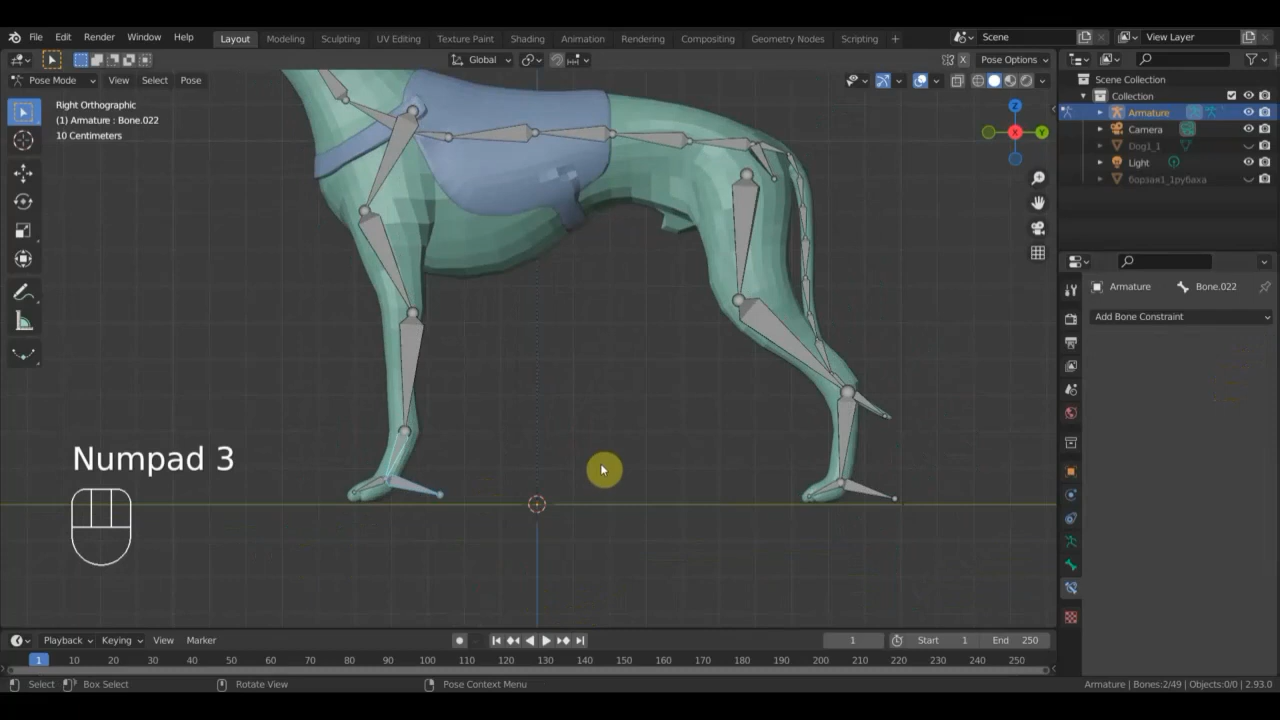 File Edit Render Window Help Layout Modeling Sculpting UV Editing Texture Paint Shading Animation Rendering Compositing Geometry Nodes Scripting + Scene View Layer
Global Pose Options
Pose Mode View Select Pose
Right Orthographic
(1) Armature : Bone.022
10 Centimeters
Z
X
Y
Scene Collection
Collection
Armature
Camera
Dog1_1
Light
борзая1_1рубаха
Armature Bone.022
Add Bone Constraint
Numpad 3
Playback Keying View Marker 1 Start 1 End 250
1 10 20 30 40 50 60 70 80 90 100 110 120 130 140 150 160 170 180 190 200 210 220 230 240 250
Select Box Select Rotate View Pose Context Menu Armature | Bones:2/49 | Objects:0/0 | 2.93.0